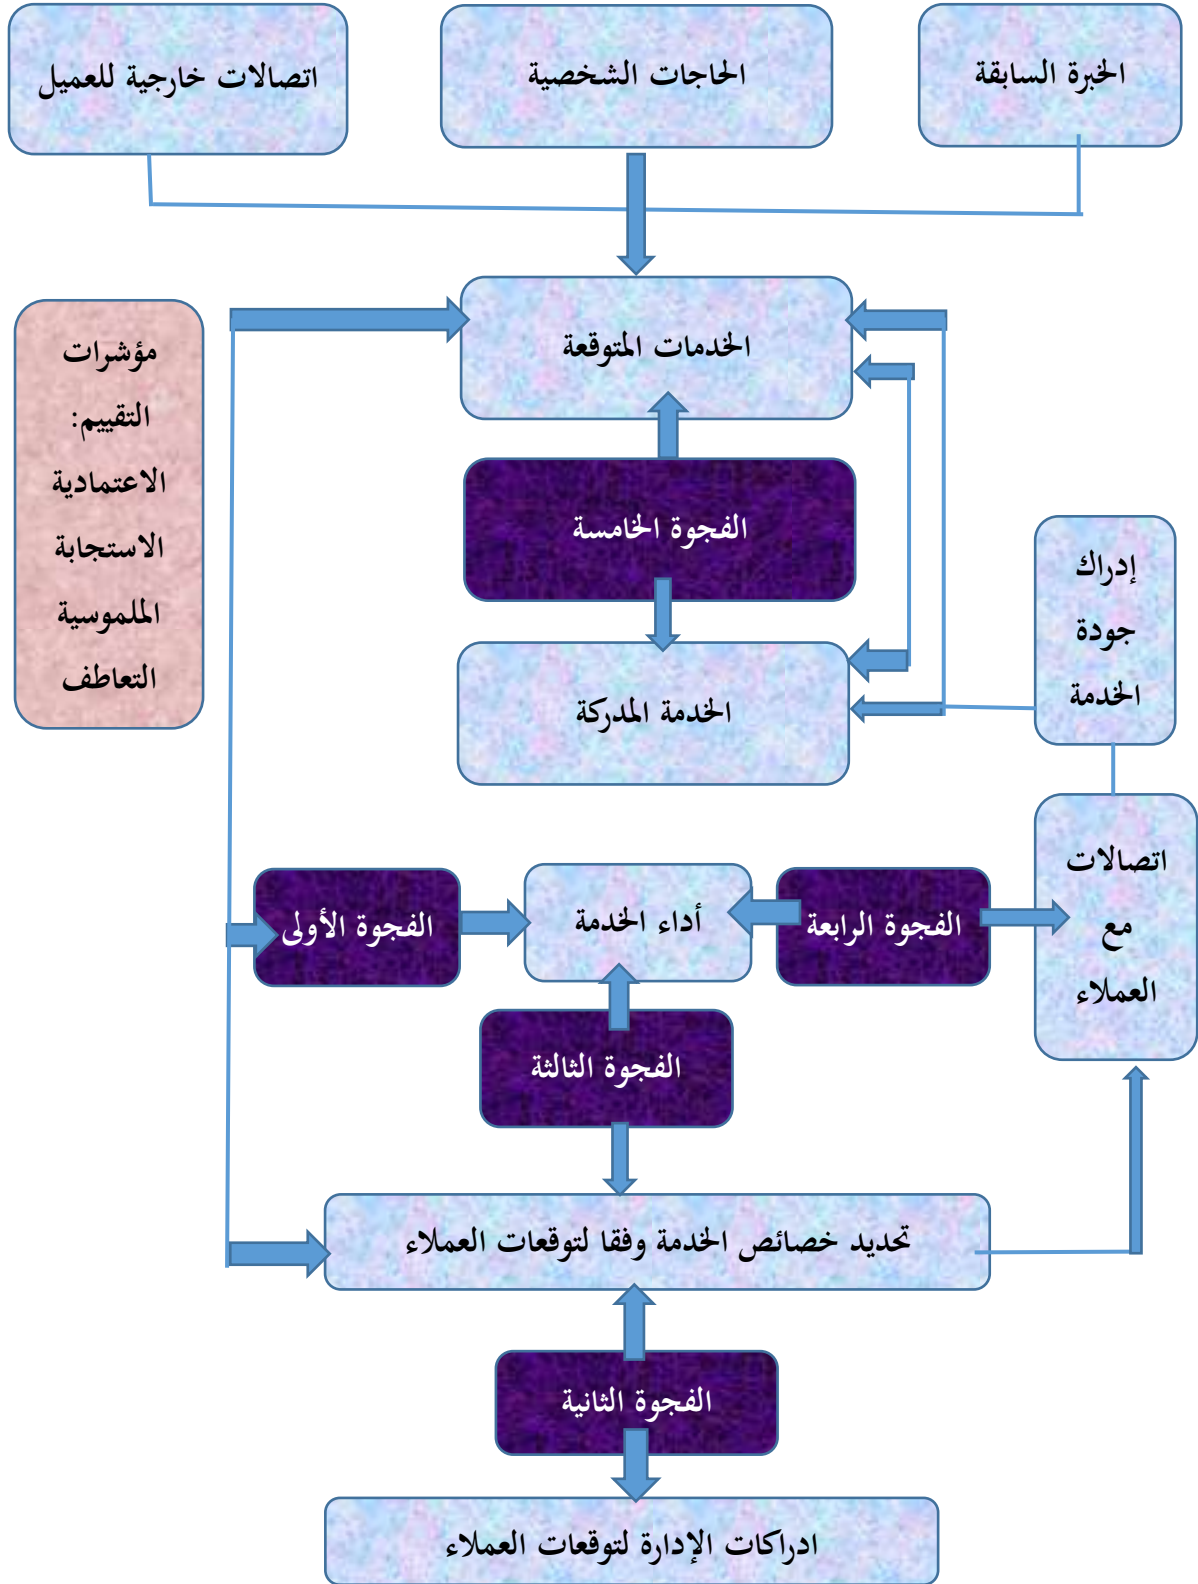 الخبرة السابقة
الحاجات الشخصية
اتصالات خارجية للعميل
الخدمات المتوقعة
مؤشرات
التقييم:
الاعتمادية
الاستجابة
الملموسية
التعاطف
الفجوة الخامسة
إدراك
جودة
الخدمة
الخدمة المدركة
اتصالات
مع
العملاء
الفجوة الرابعة
أداء الخدمة
الفجوة الأولى
الفجوة الثالثة
تحديد خصائص الخدمة وفقا لتوقعات العملاء
الفجوة الثانية
ادراكات الإدارة لتوقعات العملاء